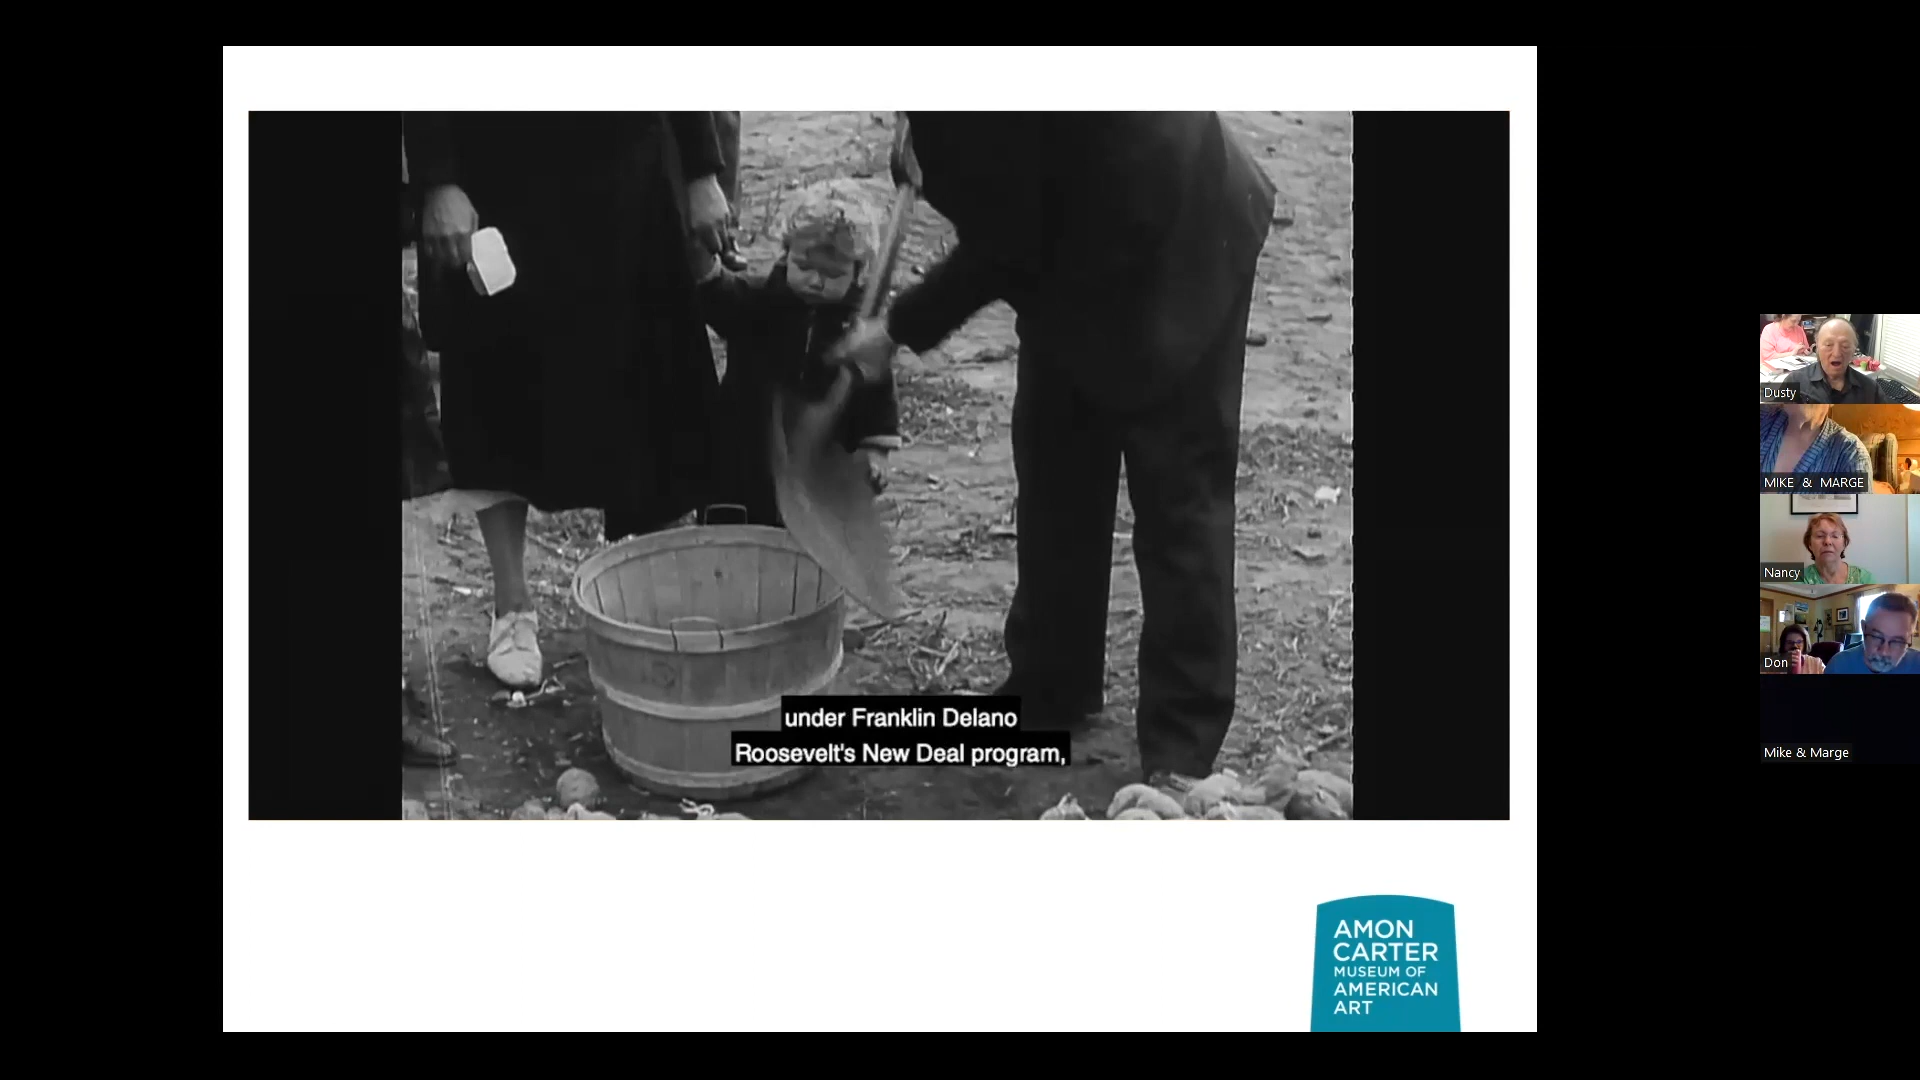 under Franklin Delano
Roosevelt's New Deal program,
AMON
CARTER
MUSEUM OF
AMERICAN
ART
Dusty
MIKE & MARGE
Nancy
Don
Mike & Marge